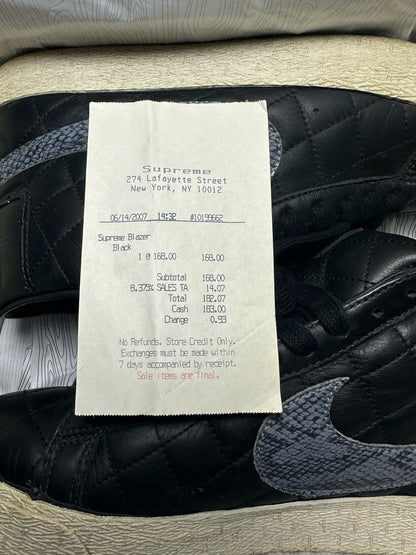 Supreme
274 Lafayette Street
New York, NY 10012
06/14/2007 14:32 #10199662
Supreme Blazer
Black
1 @ 168.00 168.00
Subtotal 168.00
8.375% SALES TA 14.07
Total 182.07
Cash 183.00
Change 0.93
No Refunds. Store Credit Only.
Exchanges must be made within
7 days accompanied by receipt.
Sale items are final.